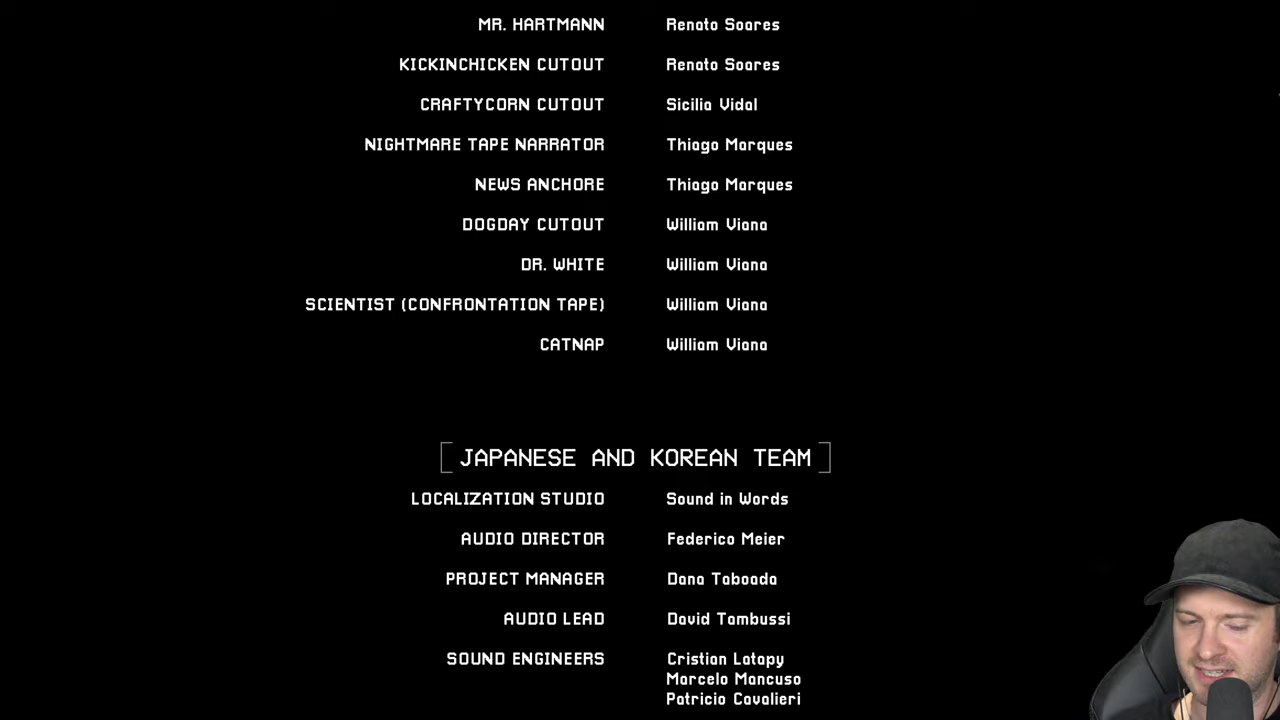 MR. HARTMANN Renato Soares
KICKINCHICKEN CUTOUT Renato Soares
CRAFTYCORN CUTOUT Sicilia Vidal
NIGHTMARE TAPE NARRATOR Thiago Marques
NEWS ANCHORE Thiago Marques
DOGDAY CUTOUT William Viana
DR. WHITE William Viana
SCIENTIST (CONFRONTATION TAPE) William Viana
CATNAP William Viana
[JAPANESE AND KOREAN TEAM]
LOCALIZATION STUDIO Sound in Words
AUDIO DIRECTOR Federico Meier
PROJECT MANAGER Dana Taboada
AUDIO LEAD David Tambussi
SOUND ENGINEERS Cristian Latapy
Marcelo Mancuso
Patricio Cavalieri